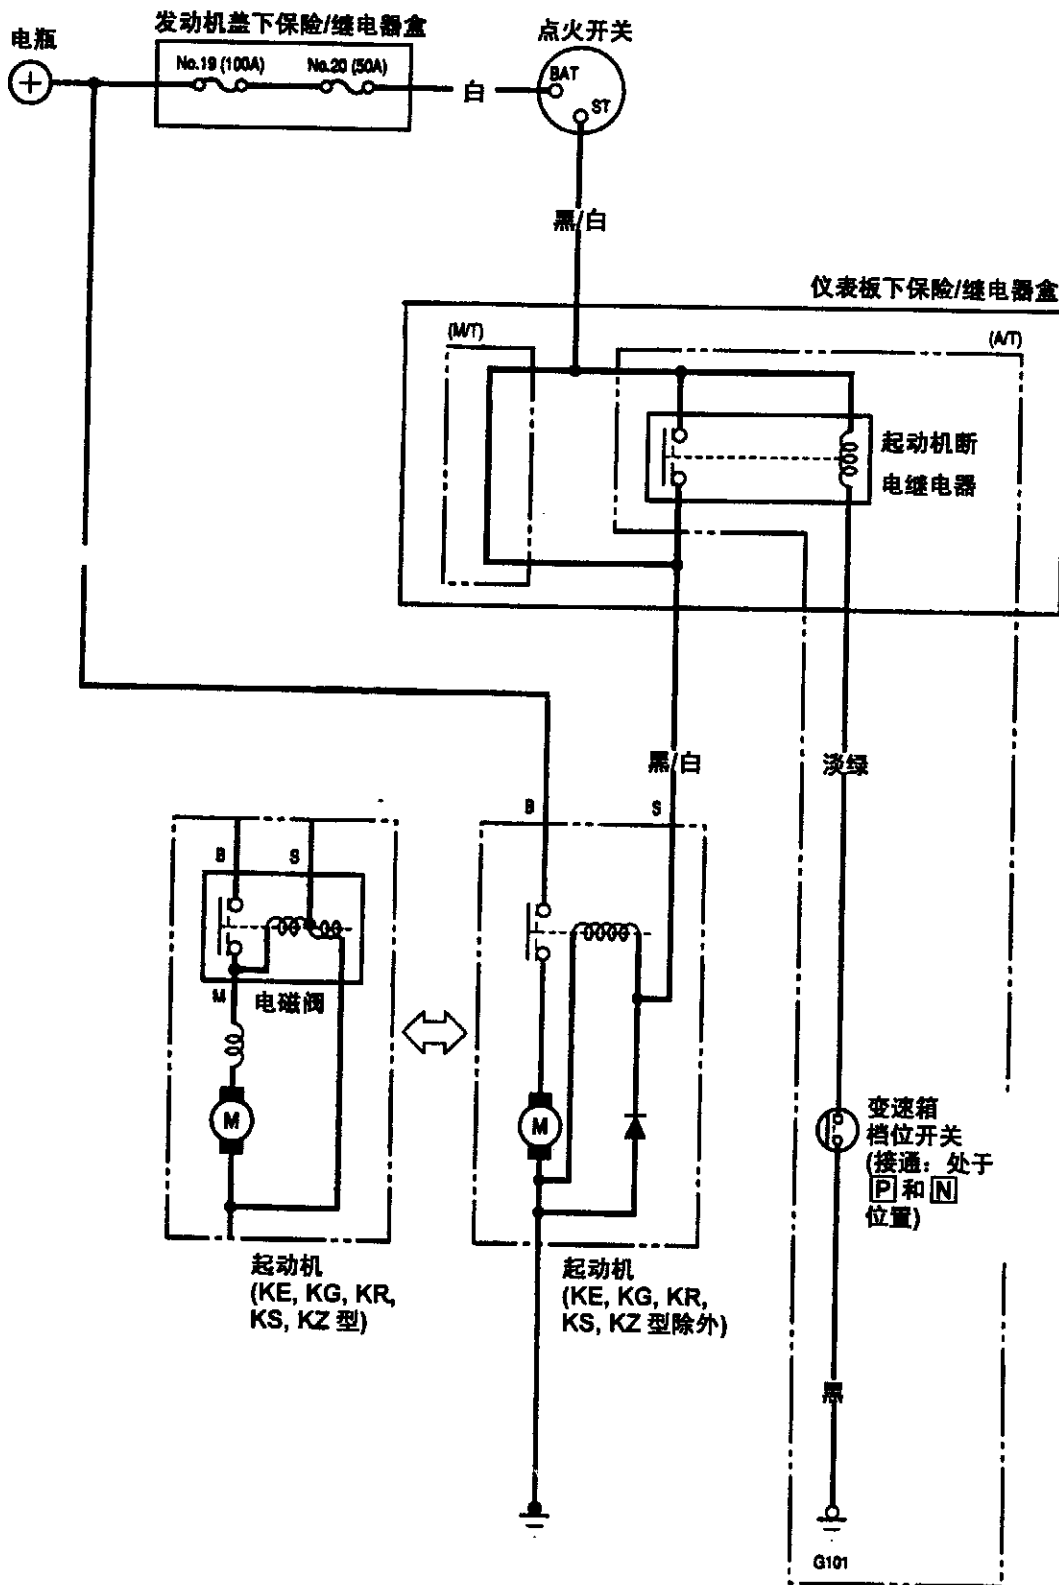 发动机盖下保险/继电器盒
电瓶
点火开关
No.19 (100A)
No.20 (50A)
BAT
白
ST
黑/白
仪表板下保险/继电器盒
(M/T)
(A/T)
起动机断
电继电器
黑/白
淡绿
B
S
B
S
M
电磁阀
M
M
变速箱
档位开关
(接通：处于
P 和 N
位置)
起动机
(KE, KG, KR,
KS, KZ 型)
起动机
(KE, KG, KR,
KS, KZ 型除外)
黑
G101